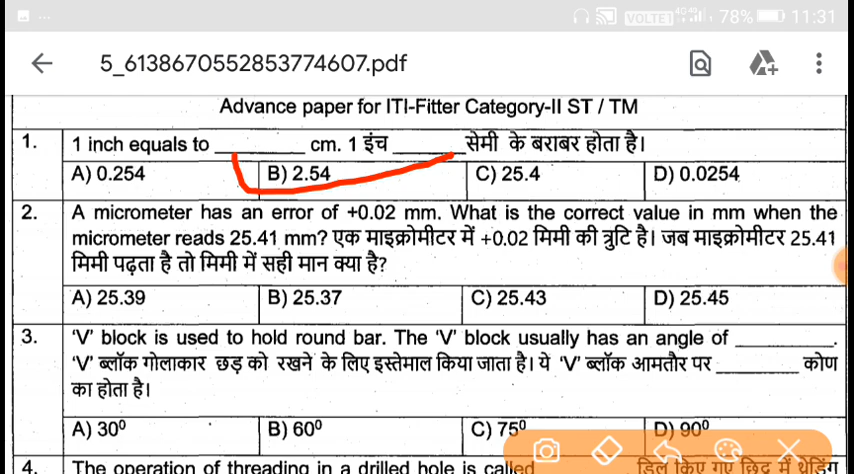 VOLTE 4G 78% 11:31
5_6138670552853774607.pdf
Advance paper for ITI-Fitter Category-II ST / TM
1. 1 inch equals to ________ cm. 1 इंच ________सेमी के बराबर होता है।
A) 0.254 B) 2.54 C) 25.4 D) 0.0254
2. A micrometer has an error of +0.02 mm. What is the correct value in mm when the
micrometer reads 25.41 mm? एक माइक्रोमीटर में +0.02 मिमी की त्रुटि है। जब माइक्रोमीटर 25.41
मिमी पढ़ता है तो मिमी में सही मान क्या है?
A) 25.39 B) 25.37 C) 25.43 D) 25.45
3. ‘V’ block is used to hold round bar. The ‘V’ block usually has an angle of ________.
‘V’ ब्लॉक गोलाकार छड़ को रखने के लिए इस्तेमाल किया जाता है। ये ‘V’ ब्लॉक आमतौर पर ________ कोण
का होता है।
A) 30⁰ B) 60⁰ C) 75⁰ D) 90⁰
4. The operation of threading in a drilled hole is called डिल किए गए छिद्र में थ्रेडिंग